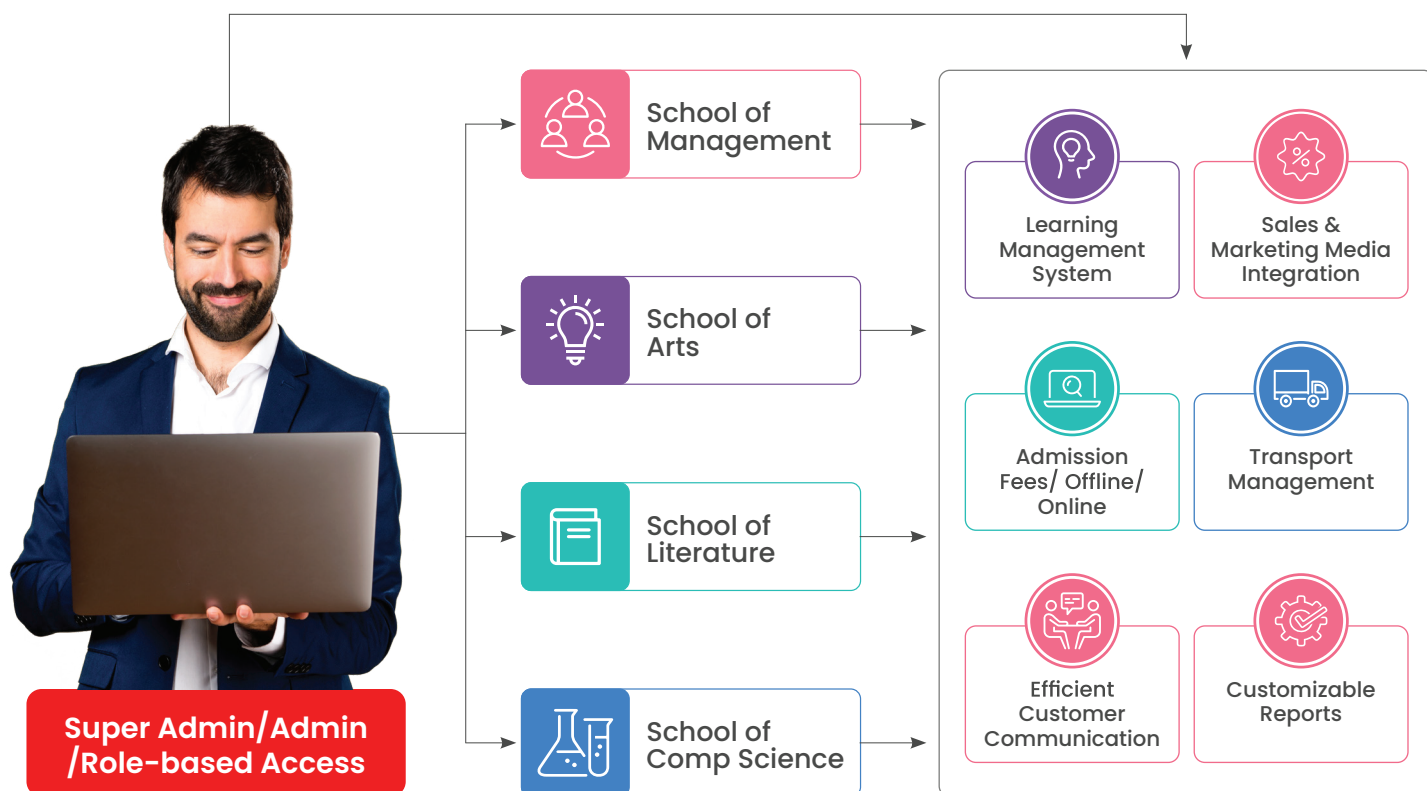 School of
Management
School of
Arts
School of
Literature
School of
Comp Science
Super Admin/Admin
/Role-based Access
Learning
Management
System
Sales &
Marketing Media
Integration
Admission
Fees/ Offline/
Online
Transport
Management
Efficient
Customer
Communication
Customizable
Reports